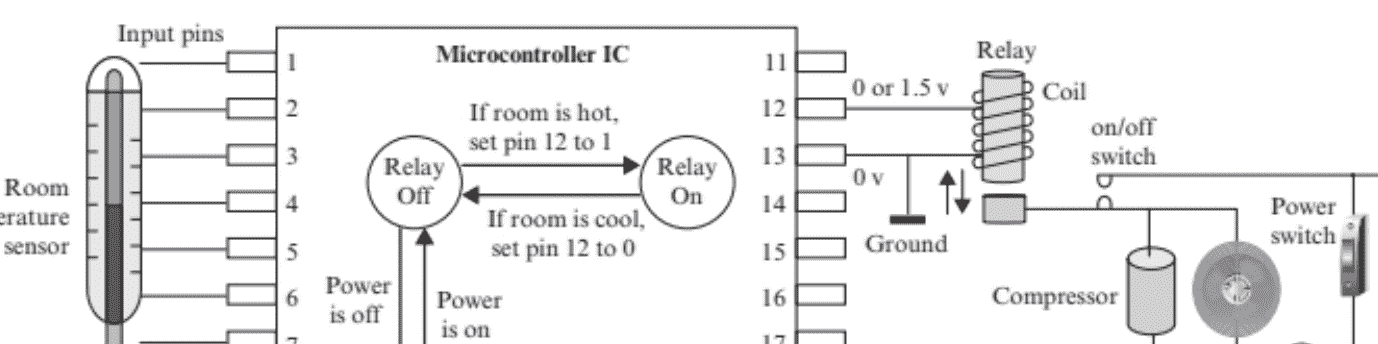 Input pins
Microcontroller IC
1
2
3
4
5
6
7
If room is hot,
set pin 12 to 1
Relay
Off
Relay
On
If room is cool,
set pin 12 to 0
Power
is off
Power
is on
Room
erature
sensor
11
12
13
14
15
16
17
0 or 1.5 v
0 v
Ground
Relay
Coil
on/off
switch
Power
switch
Compressor